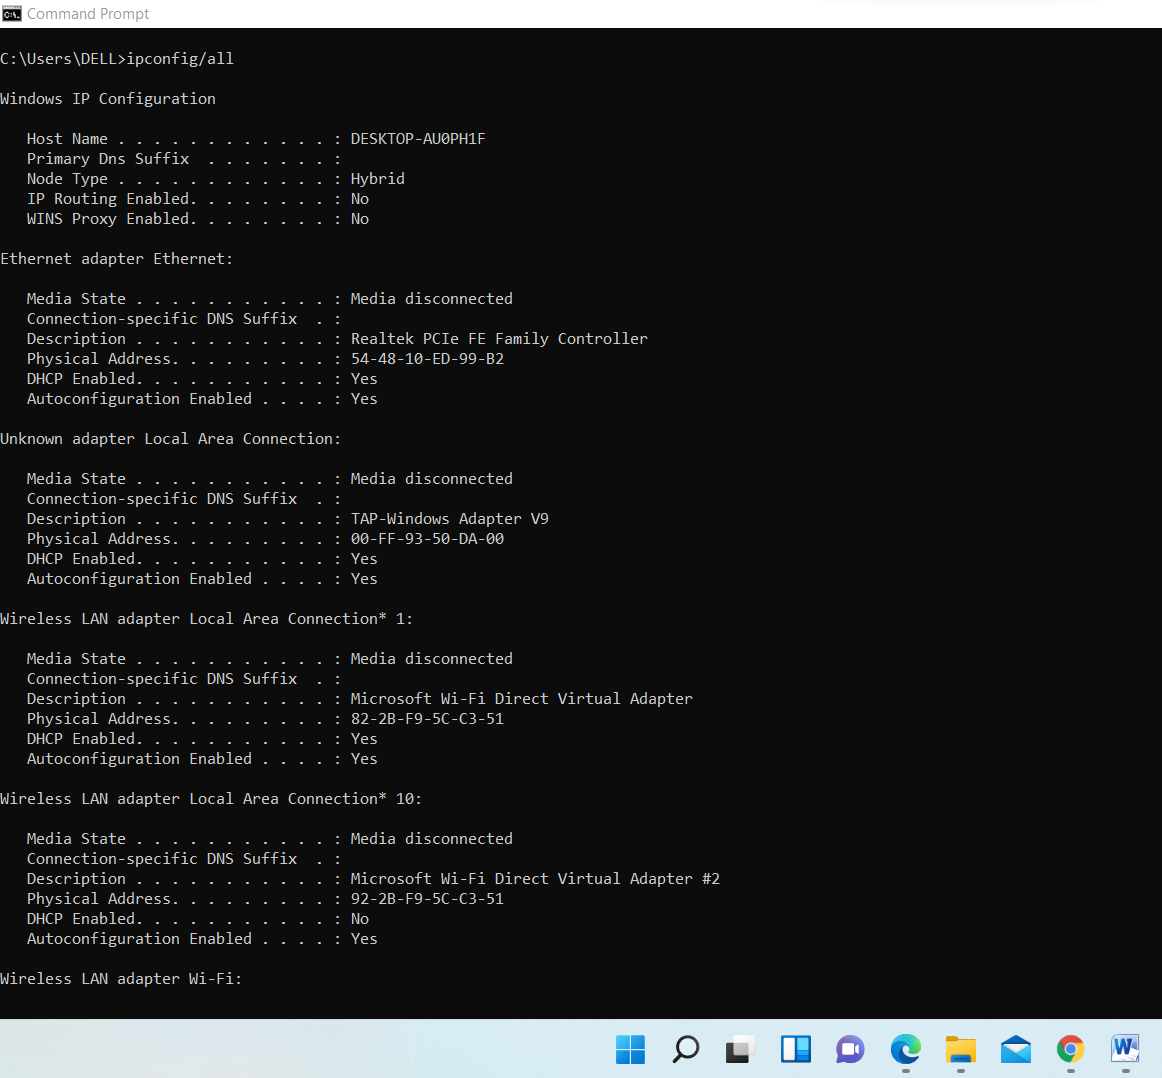 Command Prompt
C:\Users\DELL>ipconfig/all
Windows IP Configuration
Host Name . . . . . . . . . . . . : DESKTOP-AU0PH1F
Primary Dns Suffix  . . . . . . . :
Node Type . . . . . . . . . . . . : Hybrid
IP Routing Enabled. . . . . . . . : No
WINS Proxy Enabled. . . . . . . . : No
Ethernet adapter Ethernet:
Media State . . . . . . . . . . . : Media disconnected
Connection-specific DNS Suffix  . :
Description . . . . . . . . . . . : Realtek PCIe FE Family Controller
Physical Address. . . . . . . . . : 54-48-10-ED-99-B2
DHCP Enabled. . . . . . . . . . . : Yes
Autoconfiguration Enabled . . . . : Yes
Unknown adapter Local Area Connection:
Media State . . . . . . . . . . . : Media disconnected
Connection-specific DNS Suffix  . :
Description . . . . . . . . . . . : TAP-Windows Adapter V9
Physical Address. . . . . . . . . : 00-FF-93-50-DA-00
DHCP Enabled. . . . . . . . . . . : Yes
Autoconfiguration Enabled . . . . : Yes
Wireless LAN adapter Local Area Connection* 1:
Media State . . . . . . . . . . . : Media disconnected
Connection-specific DNS Suffix  . :
Description . . . . . . . . . . . : Microsoft Wi-Fi Direct Virtual Adapter
Physical Address. . . . . . . . . : 82-2B-F9-5C-C3-51
DHCP Enabled. . . . . . . . . . . : Yes
Autoconfiguration Enabled . . . . : Yes
Wireless LAN adapter Local Area Connection* 10:
Media State . . . . . . . . . . . : Media disconnected
Connection-specific DNS Suffix  . :
Description . . . . . . . . . . . : Microsoft Wi-Fi Direct Virtual Adapter #2
Physical Address. . . . . . . . . : 92-2B-F9-5C-C3-51
DHCP Enabled. . . . . . . . . . . : No
Autoconfiguration Enabled . . . . : Yes
Wireless LAN adapter Wi-Fi:
W